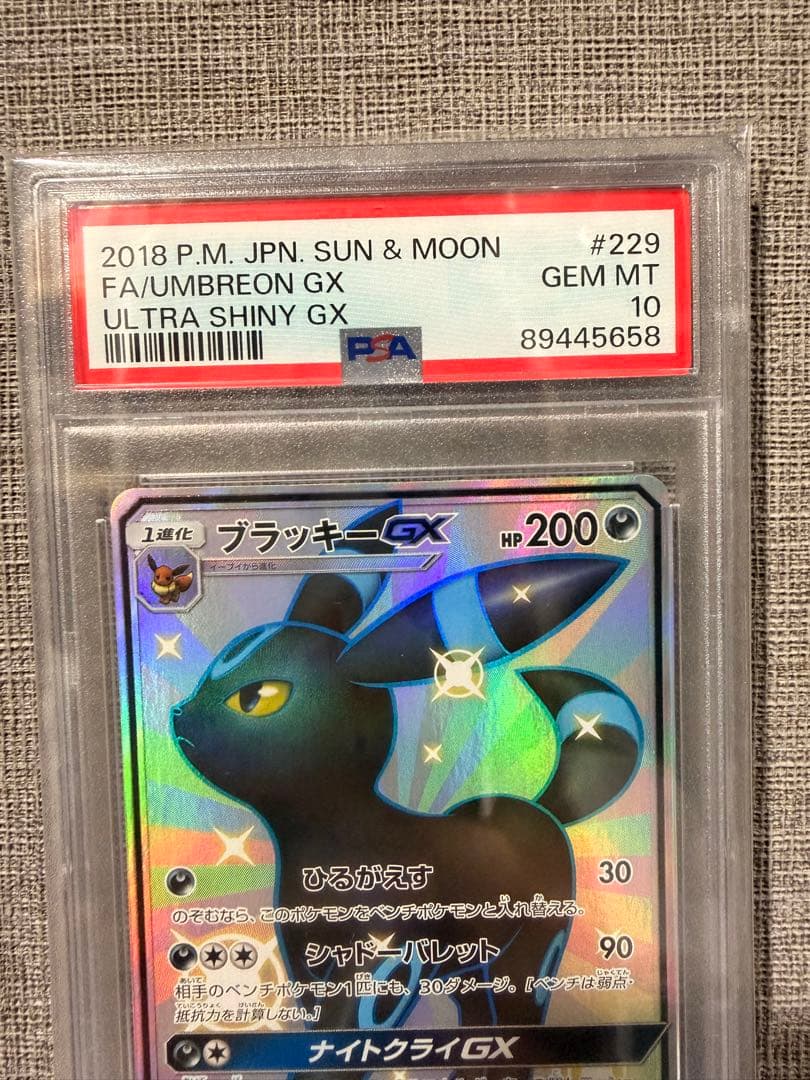 2018 P.M. JPN. SUN & MOON #229
FA/UMBREON GX GEM MT
ULTRA SHINY GX 10
PSA 89445658
1進化 ブラッキーGX HP200
イーブイから進化
ひるがえす 30
のぞむなら、このポケモンをベンチポケモンと入れ替える。
シャドーバレット 90
相手のベンチポケモン1匹にも、30ダメージ。[ベンチは弱点・
抵抗力を計算しない。]
ナイトクライGX